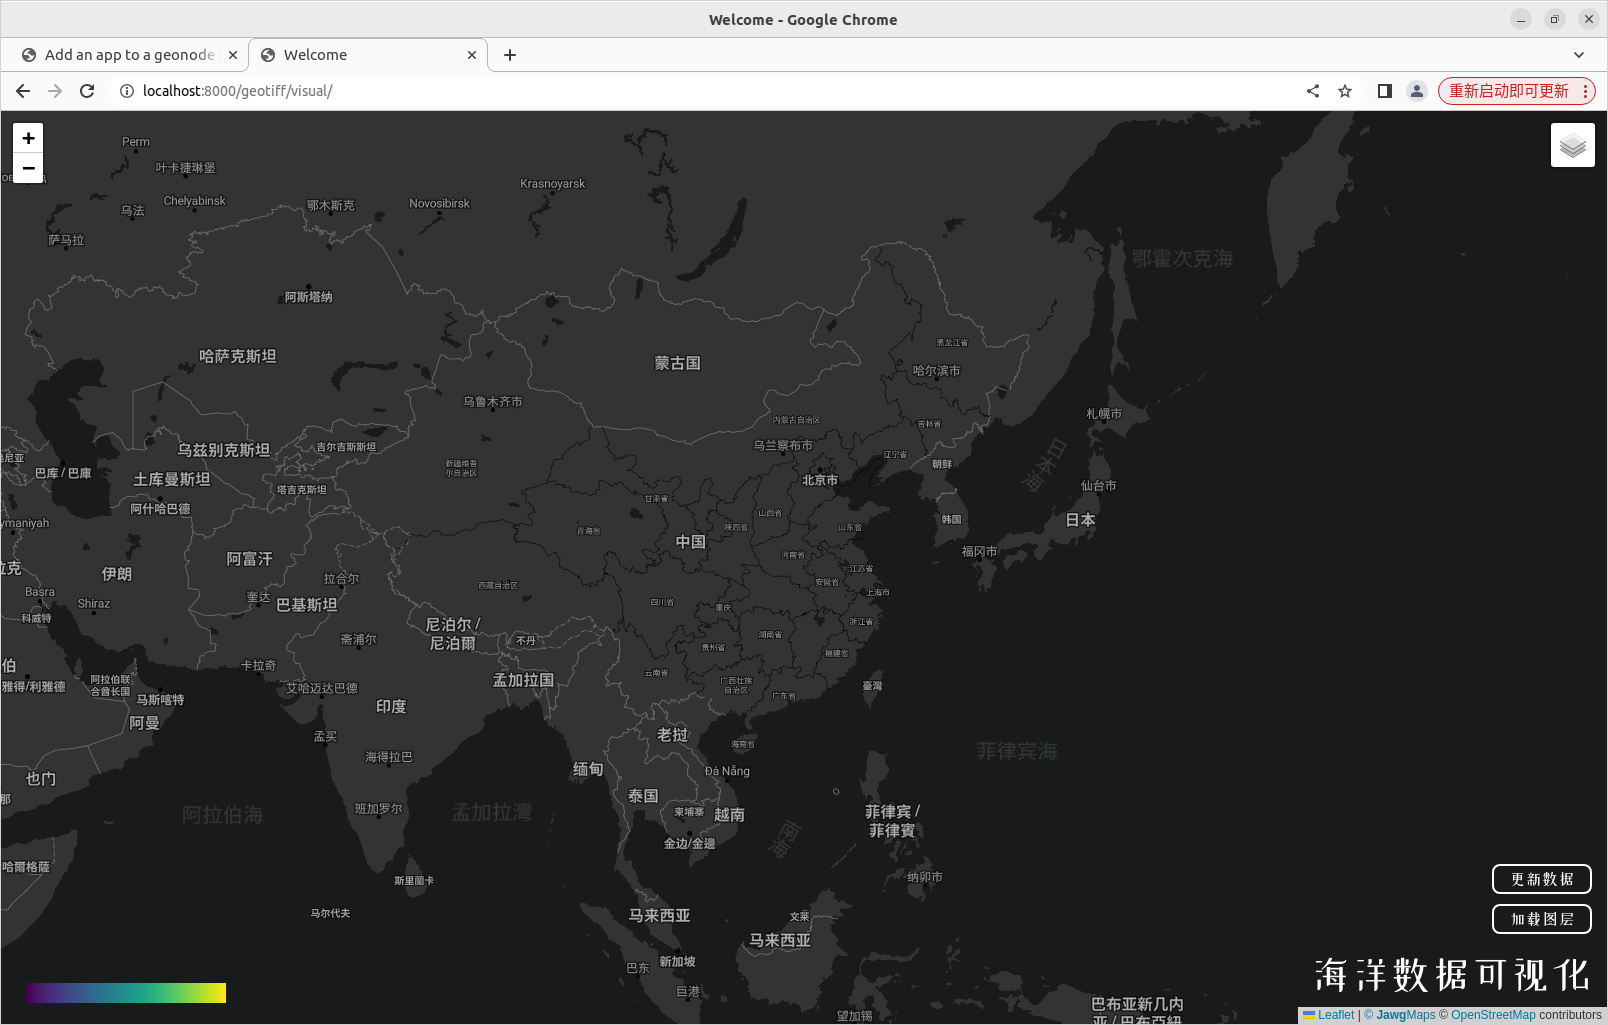 Welcome - Google Chrome
Add an app to a geonode
Welcome
localhost:8000/geotiff/visual/
重新启动即可更新
+
−
Perm
叶卡捷琳堡
Krasnoyarsk
Chelyabinsk
鄂木斯克
Novosibirsk
乌法
萨马拉
鄂霍次克海
阿斯塔纳
哈萨克斯坦
蒙古国
黑龙江省
哈尔滨市
乌鲁木齐市
札幌市
内蒙古自治区
吉林省
乌兹别克斯坦
吉尔吉斯斯坦
乌兰察布市
辽宁省
日本海
巴库 / 巴庫
新疆维吾
尔自治区
朝鲜
土库曼斯坦
塔吉克斯坦
北京市
仙台市
阿什哈巴德
甘肃省
山西省
韩国
日本
ymaniyah
青海省
陕西省
山东省
中国
河南省
福冈市
阿富汗
拉克
伊朗
拉合尔
西藏自治区
安徽省
江苏省
Basra
Shiraz
奎达
巴基斯坦
四川省
重庆
上海市
科威特
尼泊尔 /
尼泊爾
浙江省
斋浦尔
不丹
湖南省
贵州省
福建省
伯
卡拉奇
云南省
阿拉伯联
合酋长国
孟加拉国
广西壮族
自治区
臺灣
雅得/利雅德
马斯喀特
艾哈迈达巴德
广东省
阿曼
印度
孟买
老挝
海南省
菲律宾海
海得拉巴
缅甸
Đà Nẵng
也门
那
泰国
阿拉伯海
班加罗尔
孟加拉灣
柬埔寨
越南
菲律宾 /
菲律賓
南海
金边/金邊
哈爾格薩
斯里蘭卡
纳卯市
更新数据
马尔代夫
马来西亚
文莱
加载图层
马来西亚
巴东
新加坡
海洋数据可视化
巨港
巴布亚新几内
亚 / 巴布亞紐
望加锡
Leaflet | © JawgMaps © OpenStreetMap contributors